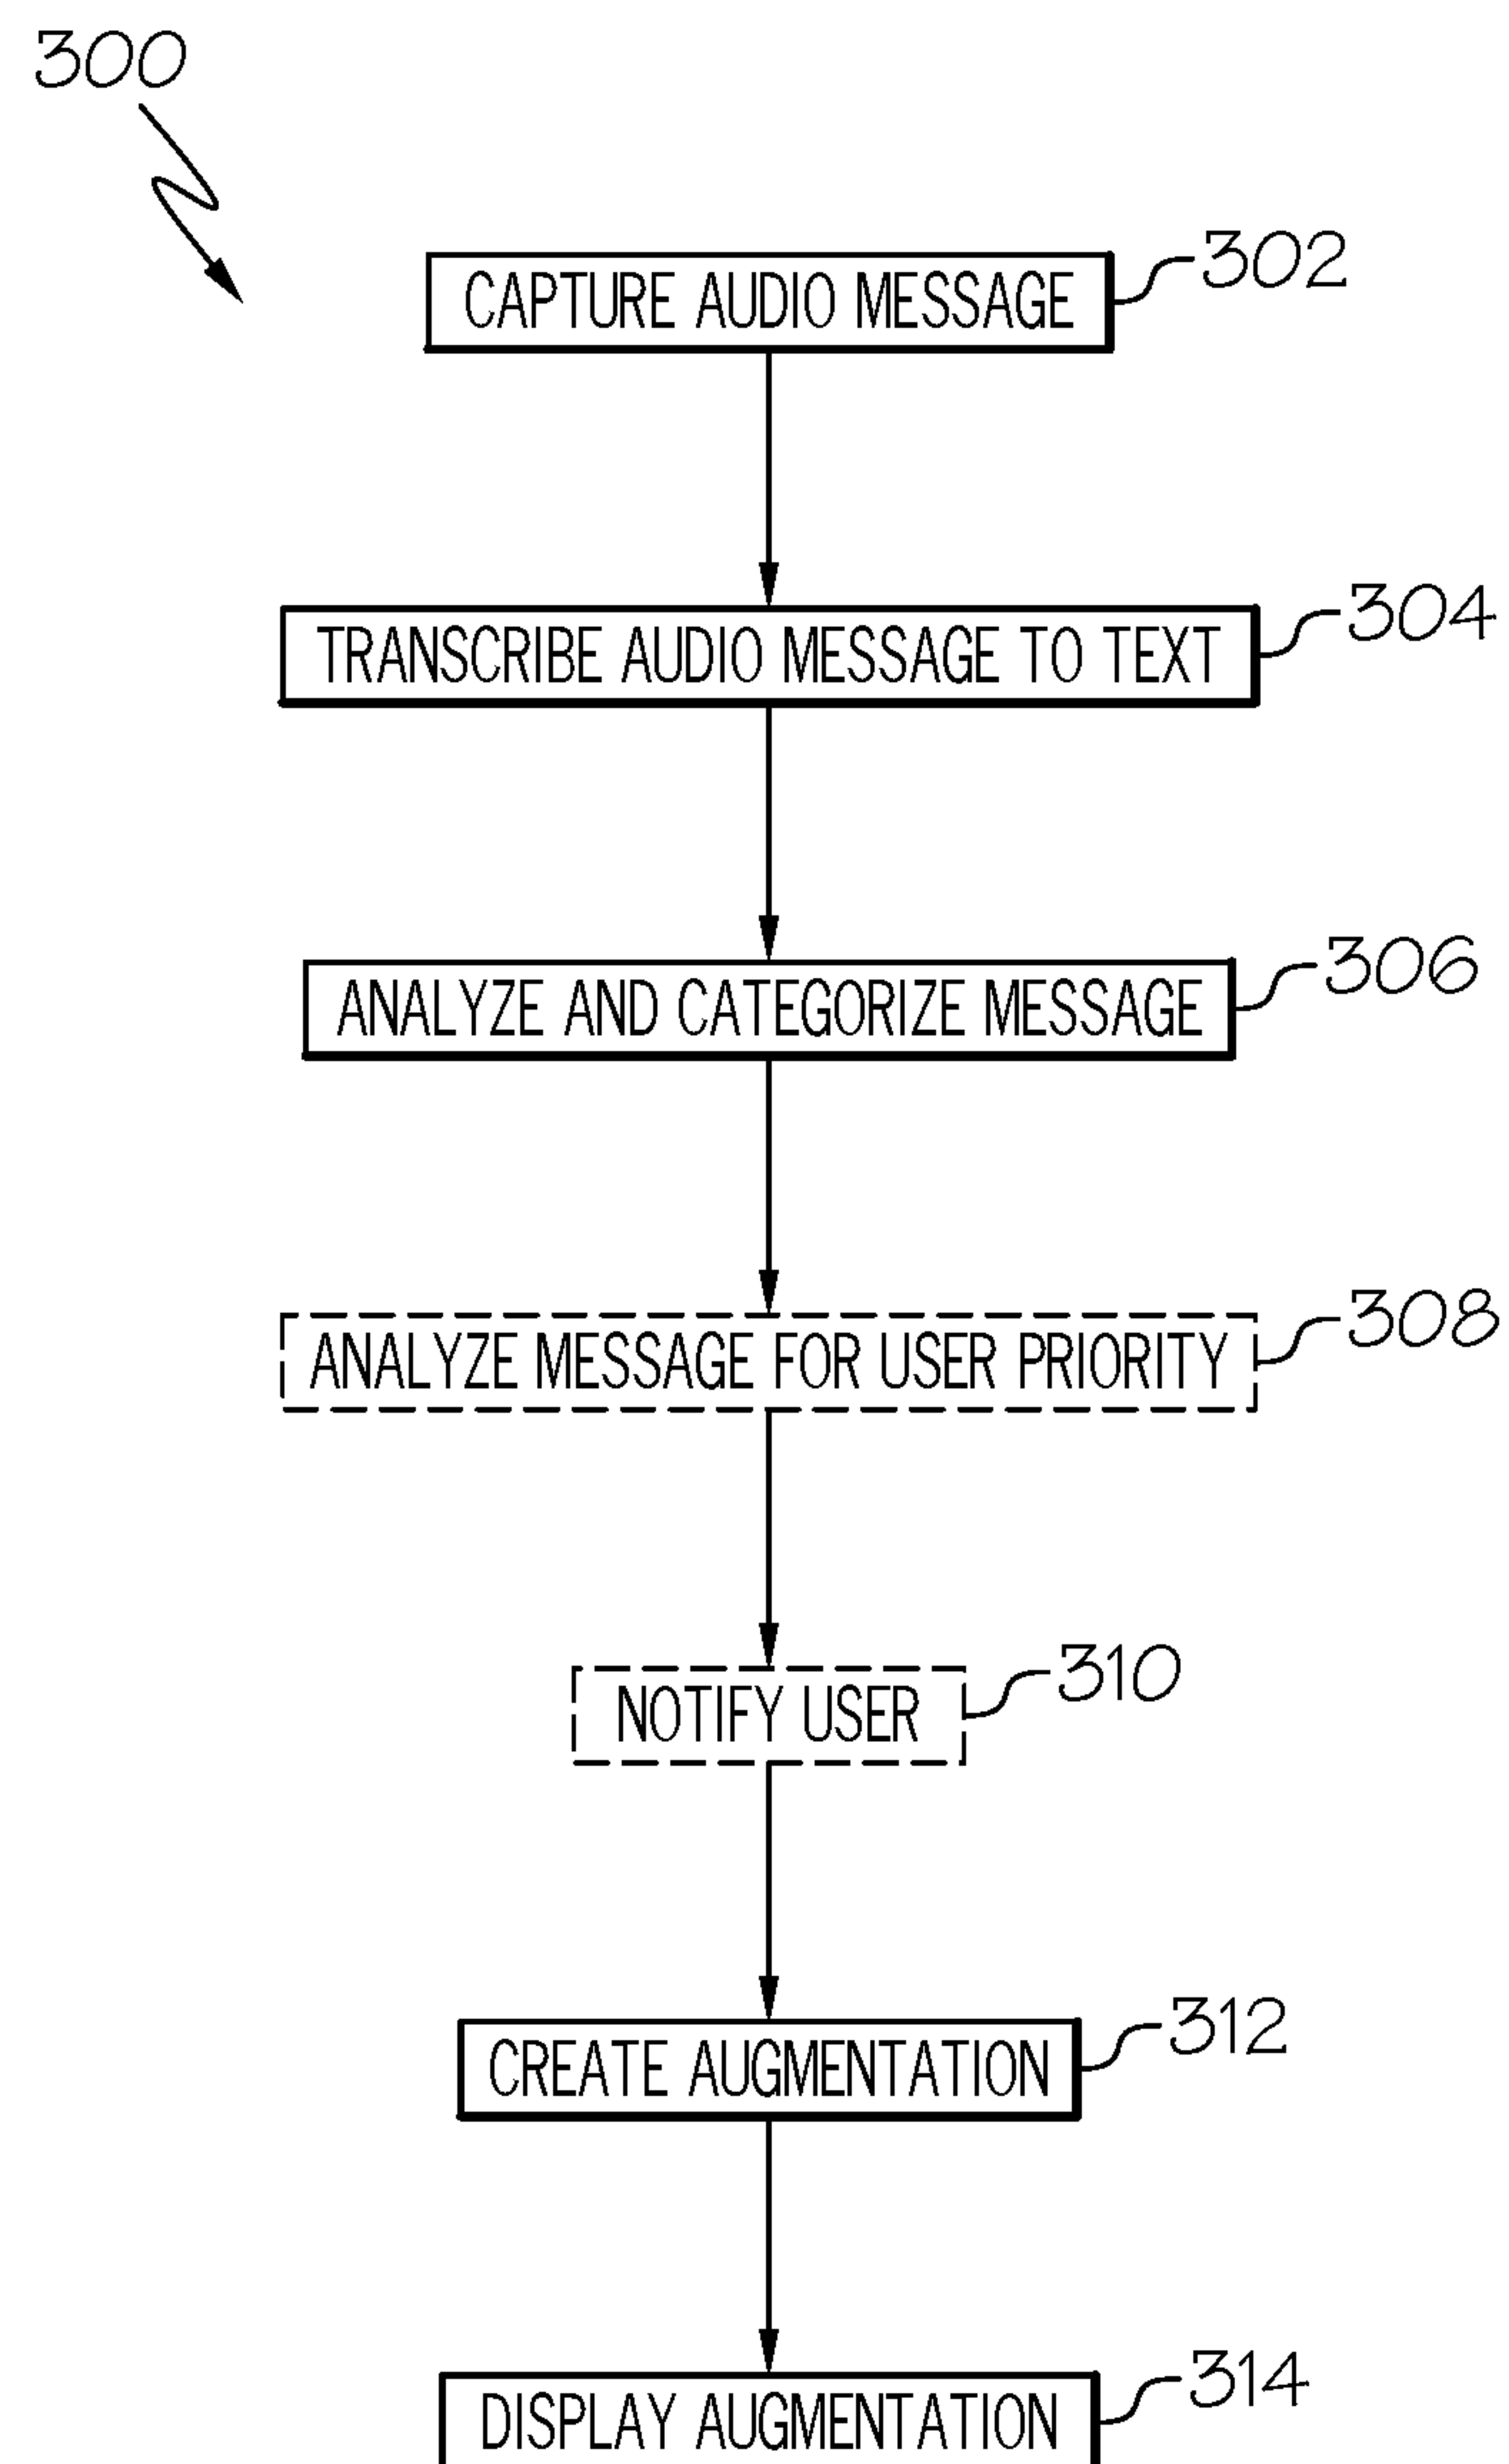 300
CAPTURE AUDIO MESSAGE
302
TRANSCRIBE AUDIO MESSAGE TO TEXT
304
ANALYZE AND CATEGORIZE MESSAGE
306
ANALYZE MESSAGE FOR USER PRIORITY
308
NOTIFY USER
310
CREATE AUGMENTATION
312
DISPLAY AUGMENTATION
314